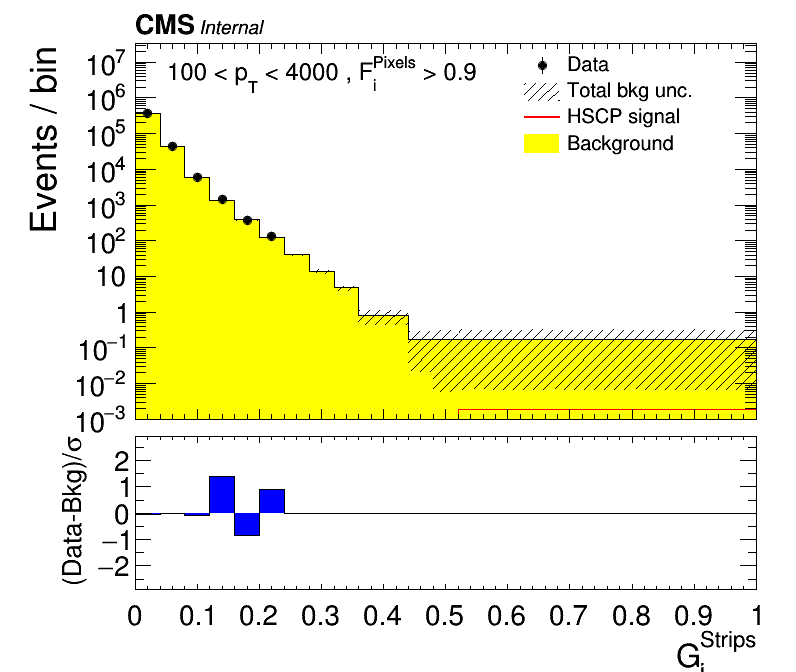 CMS Internal
Events / bin
100 < p_T < 4000 , F_i^Pixels > 0.9
Data
Total bkg unc.
HSCP signal
Background
10^7
10^6
10^5
10^4
10^3
10^2
10
1
10^−1
10^−2
10^−3
(Data-Bkg)/σ
2
1
0
−1
−2
0 0.1 0.2 0.3 0.4 0.5 0.6 0.7 0.8 0.9 1
G_i^Strips